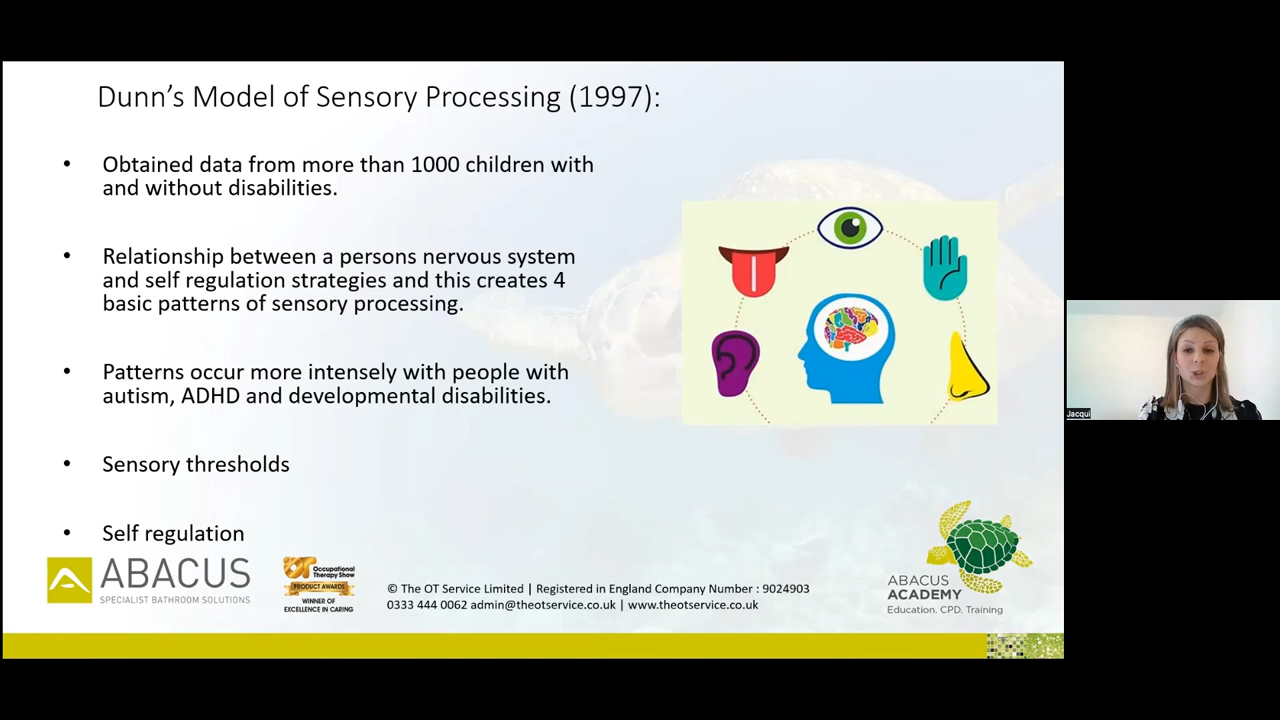 Dunn’s Model of Sensory Processing (1997):
• Obtained data from more than 1000 children with
and without disabilities.
• Relationship between a persons nervous system
and self regulation strategies and this creates 4
basic patterns of sensory processing.
• Patterns occur more intensely with people with
autism, ADHD and developmental disabilities.
• Sensory thresholds
• Self regulation
ABACUS
SPECIALIST BATHROOM SOLUTIONS
OT
Occupational
Therapy Show
PRODUCT AWARDS
WINNER OF
EXCELLENCE IN CARING
© The OT Service Limited | Registered in England Company Number : 9024903
0333 444 0062 admin@theotservice.co.uk | www.theotservice.co.uk
ABACUS
ACADEMY
Education. CPD. Training
Jacqui